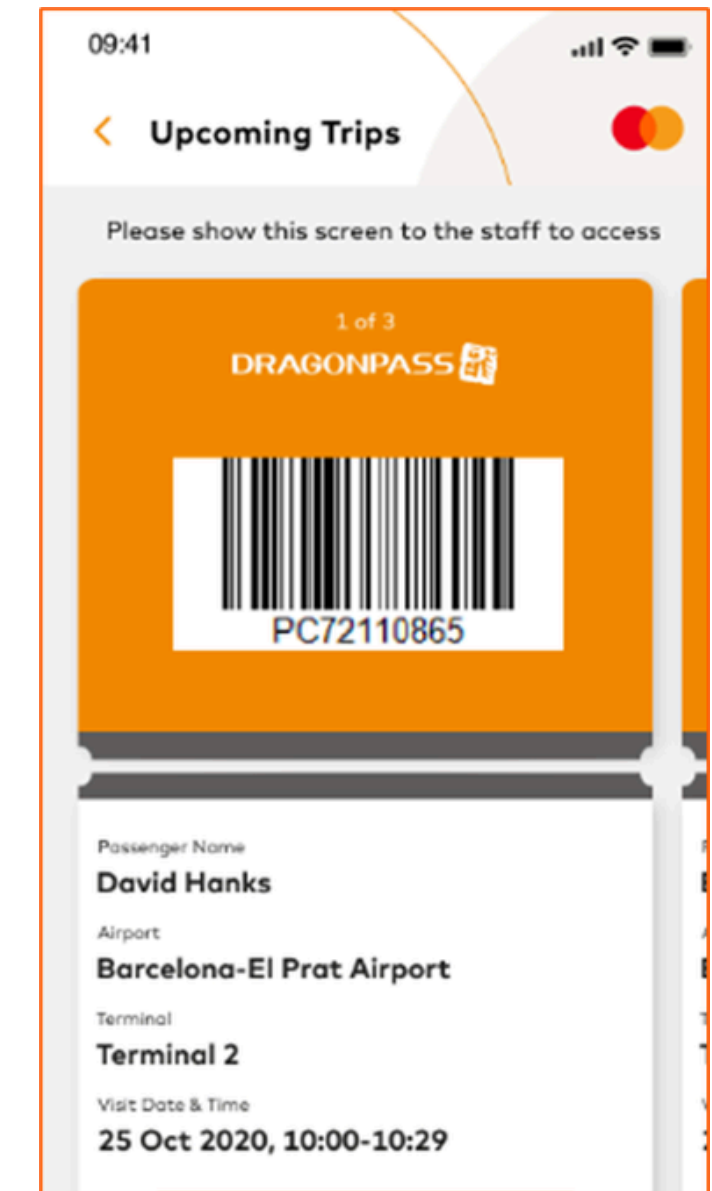 09:41
Upcoming Trips
Please show this screen to the staff to access
1 of 3
DRAGONPASS
PC72110865
Passenger Name
David Hanks
Airport
Barcelona-El Prat Airport
Terminal
Terminal 2
Visit Date & Time
25 Oct 2020, 10:00-10:29